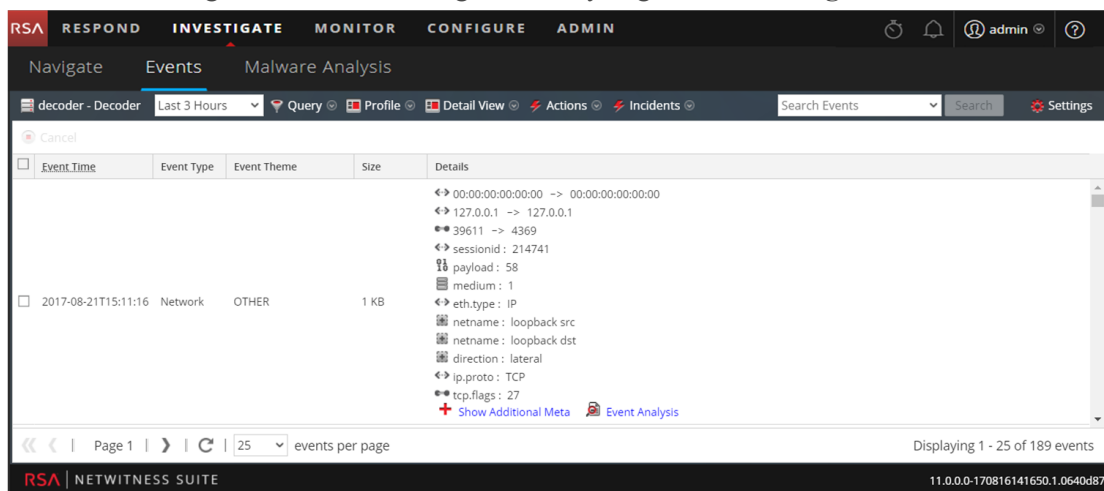 RSA RESPOND INVESTIGATE MONITOR CONFIGURE ADMIN admin ?
Navigate Events Malware Analysis
decoder - Decoder Last 3 Hours Query Profile Detail View Actions Incidents Search Events Search Settings
Cancel
Event Time Event Type Event Theme Size Details
00:00:00:00:00:00 -> 00:00:00:00:00:00
127.0.0.1 -> 127.0.0.1
39611 -> 4369
sessionid : 214741
payload : 58
medium : 1
2017-08-21T15:11:16 Network OTHER 1 KB
eth.type : IP
netname : loopback src
netname : loopback dst
direction : lateral
ip.proto : TCP
tcp.flags : 27
Show Additional Meta Event Analysis
Page 1 25 events per page Displaying 1 - 25 of 189 events
RSA NETWITNESS SUITE 11.0.0.0-170816141650.1.0640d87